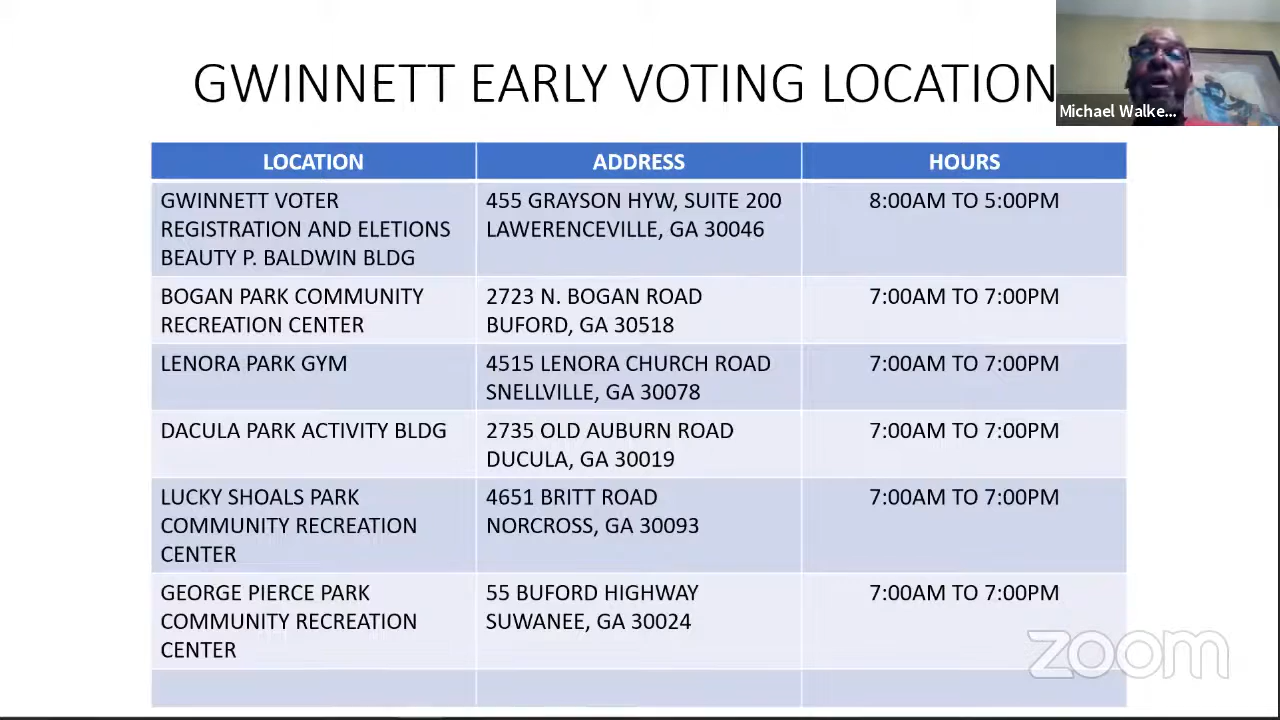 GWINNETT EARLY VOTING LOCATION
Michael Walke...
LOCATION
ADDRESS
HOURS
GWINNETT VOTER
REGISTRATION AND ELETIONS
BEAUTY P. BALDWIN BLDG
455 GRAYSON HYW, SUITE 200
LAWERENCEVILLE, GA 30046
8:00AM TO 5:00PM
BOGAN PARK COMMUNITY
RECREATION CENTER
2723 N. BOGAN ROAD
BUFORD, GA 30518
7:00AM TO 7:00PM
LENORA PARK GYM
4515 LENORA CHURCH ROAD
SNELLVILLE, GA 30078
7:00AM TO 7:00PM
DACULA PARK ACTIVITY BLDG
2735 OLD AUBURN ROAD
DUCULA, GA 30019
7:00AM TO 7:00PM
LUCKY SHOALS PARK
COMMUNITY RECREATION
CENTER
4651 BRITT ROAD
NORCROSS, GA 30093
7:00AM TO 7:00PM
GEORGE PIERCE PARK
COMMUNITY RECREATION
CENTER
55 BUFORD HIGHWAY
SUWANEE, GA 30024
7:00AM TO 7:00PM
zoom